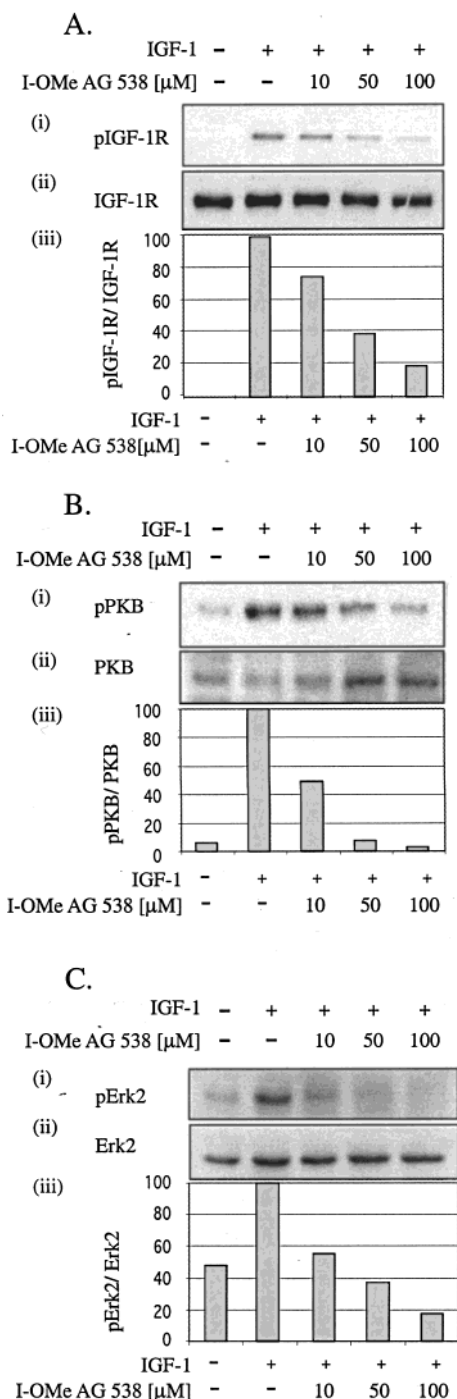 A.
IGF-1 – + + + +
I-OMe AG 538 [µM] – – 10 50 100
(i) pIGF-1R
(ii) IGF-1R
(iii)
pIGF-1R/ IGF-1R
100
80
60
40
20
0
IGF-1 – + + + +
I-OMe AG 538[µM] – – 10 50 100
B.
IGF-1 – + + + +
I-OMe AG 538 [µM] – – 10 50 100
(i) pPKB
(ii) PKB
(iii)
pPKB/ PKB
100
80
60
40
20
0
IGF-1 – + + + +
I-OMe AG 538 [µM] – – 10 50 100
C.
IGF-1 – + + + +
I-OMe AG 538 [µM] – – 10 50 100
(i) pErk2
(ii) Erk2
(iii)
pErk2/ Erk2
100
80
60
40
20
0
IGF-1 – + + + +
I-OMe AG 538 [µM] – – 10 50 100